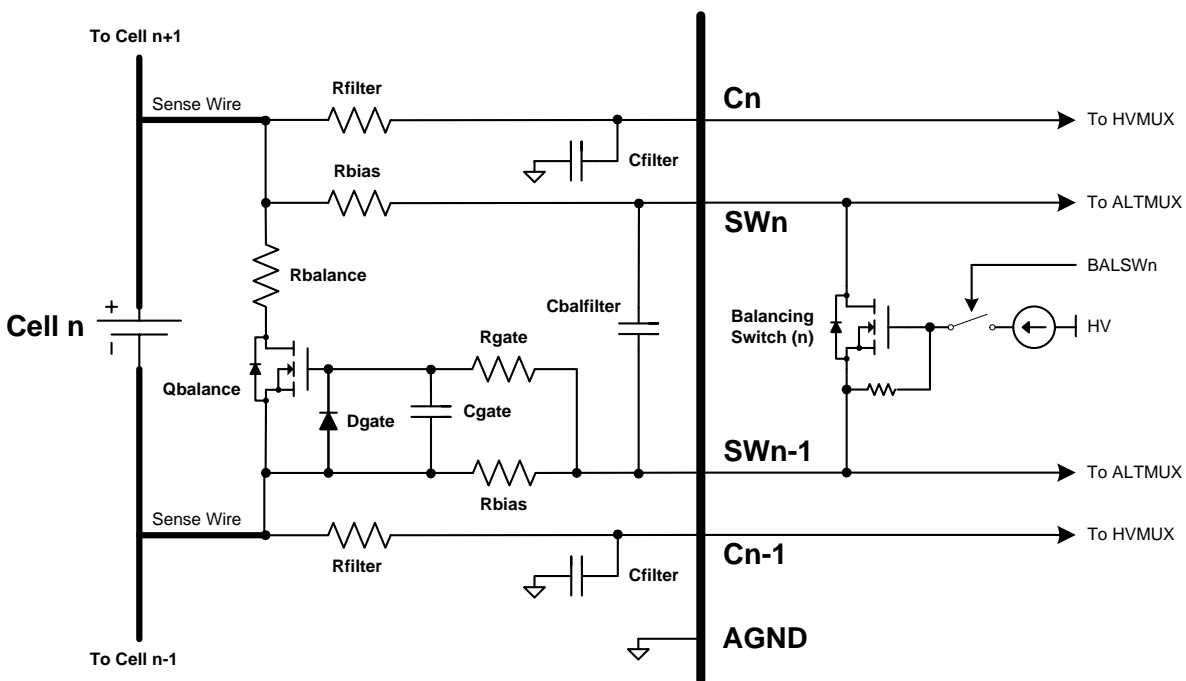 To Cell n+1
Sense Wire
Rfilter
Cn
To HVMUX
Cfilter
Rbias
SWn
To ALTMUX
Rbalance
BALSWn
Cbalfilter
Balancing
Switch (n)
HV
+
Cell n
–
Rgate
Qbalance
Dgate
Cgate
SWn-1
To ALTMUX
Rbias
Sense Wire
Rfilter
Cn-1
To HVMUX
Cfilter
AGND
To Cell n-1